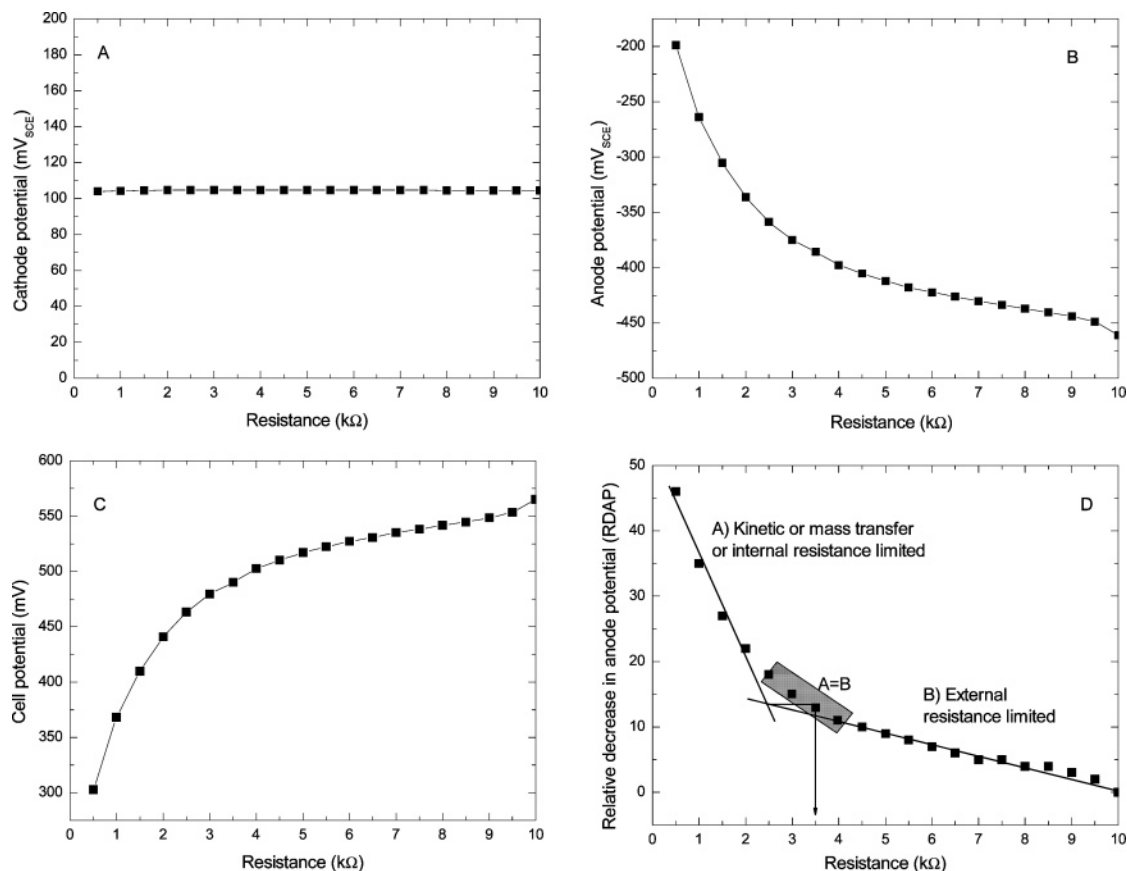 A
Cathode potential (mV_SCE)
200
180
160
140
120
100
80
60
40
20
0
0 1 2 3 4 5 6 7 8 9 10
Resistance (kΩ)
B
Anode potential (mV_SCE)
-200
-250
-300
-350
-400
-450
-500
0 1 2 3 4 5 6 7 8 9 10
Resistance (kΩ)
C
Cell potential (mV)
600
550
500
450
400
350
300
0 1 2 3 4 5 6 7 8 9 10
Resistance (kΩ)
D
Relative decrease in anode potential (RDAP)
50
40
30
20
10
0
A) Kinetic or mass transfer
or internal resistance limited
A=B
B) External
resistance limited
0 1 2 3 4 5 6 7 8 9 10
Resistance (kΩ)